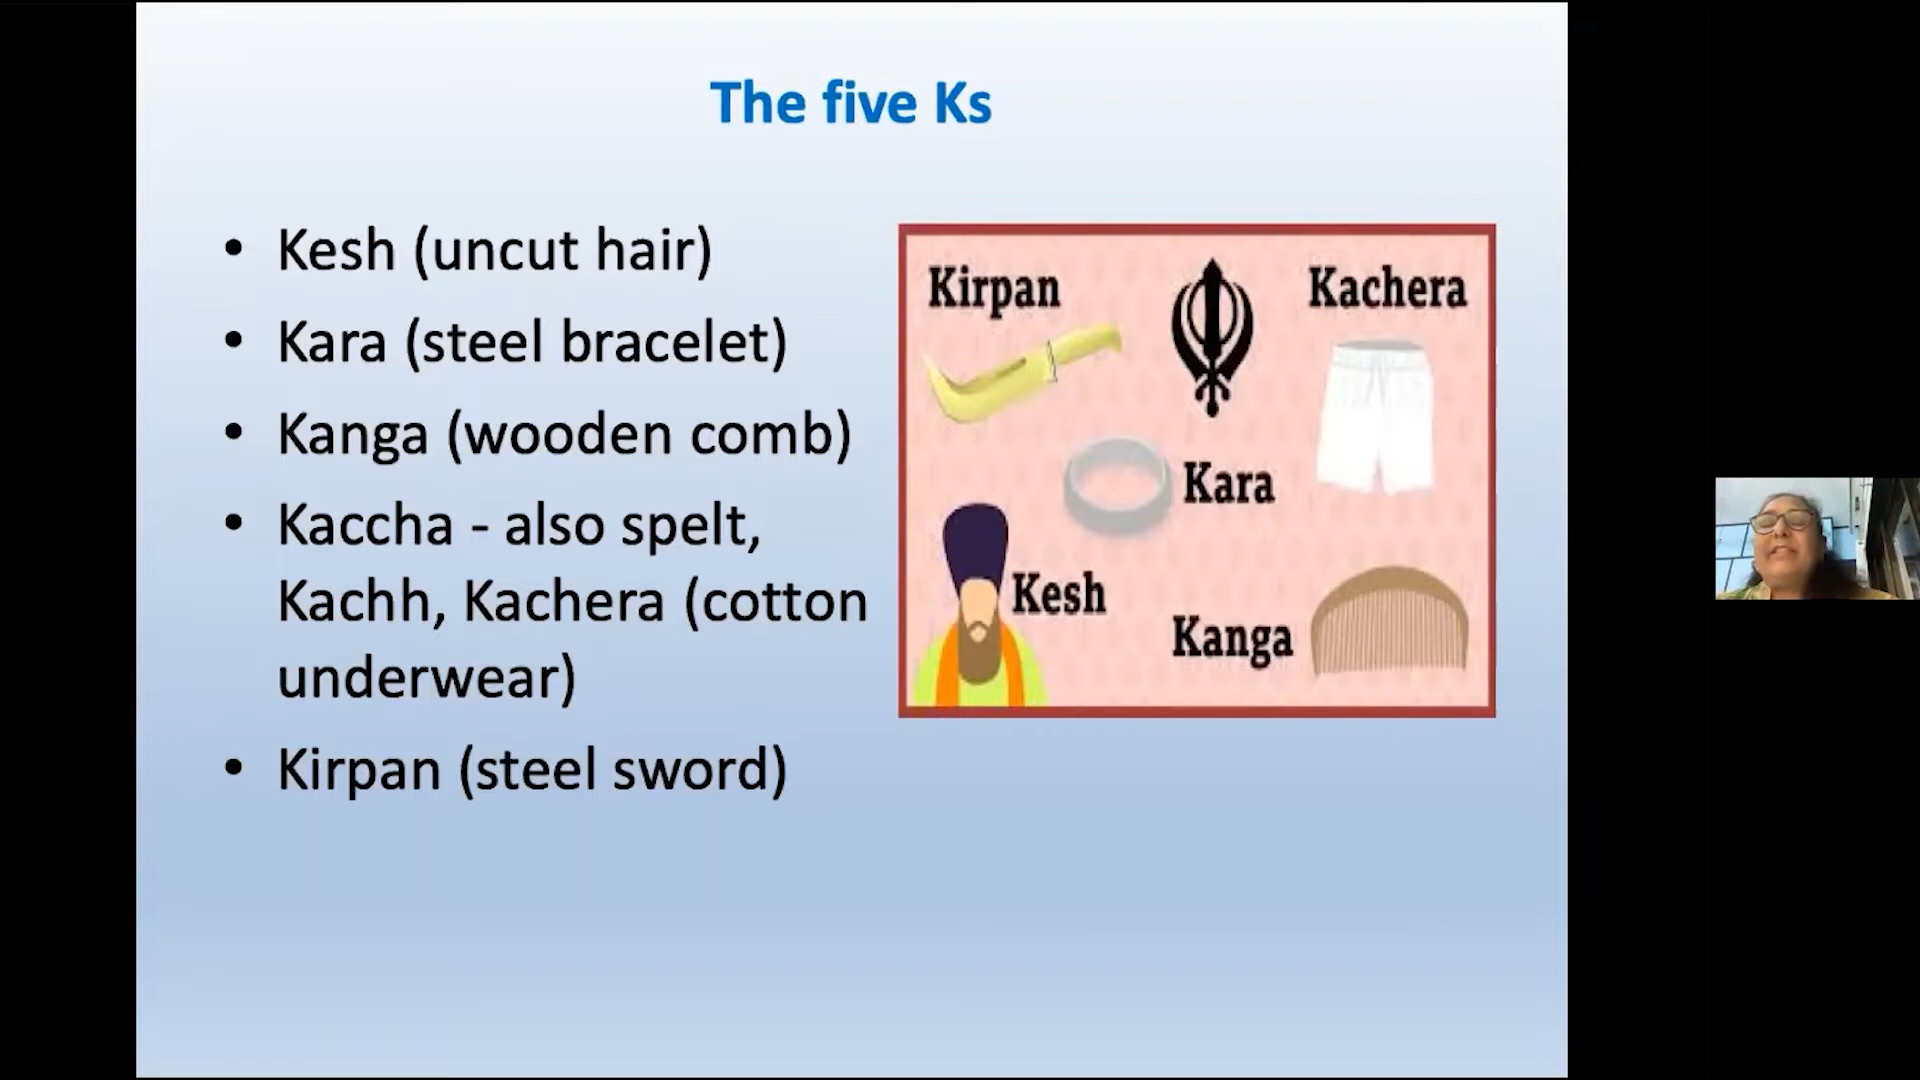 The five Ks
• Kesh (uncut hair)
• Kara (steel bracelet)
• Kanga (wooden comb)
• Kaccha - also spelt,
Kachh, Kachera (cotton
underwear)
• Kirpan (steel sword)
Kirpan
Kachera
Kara
Kesh
Kanga